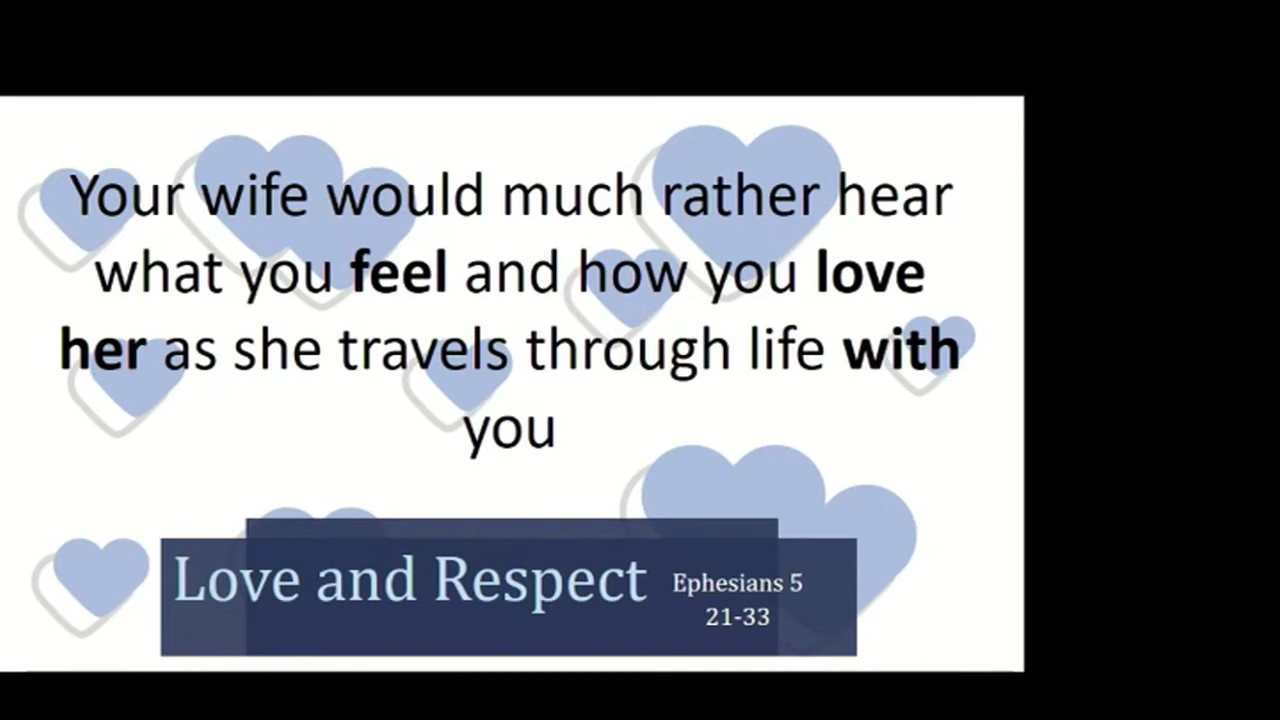 Your wife would much rather hear
what you feel and how you love
her as she travels through life with
you
Love and Respect
Ephesians 5
21-33